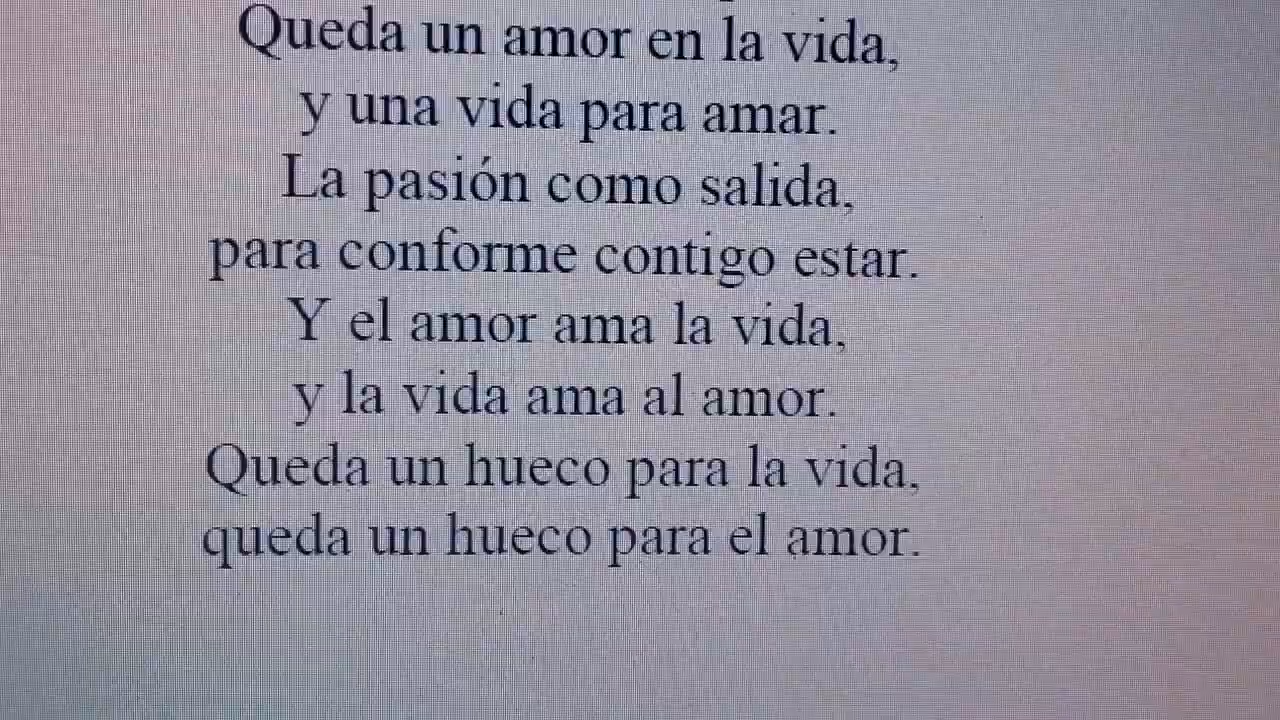 Queda un amor en la vida,
y una vida para amar.
La pasión como salida,
para conforme contigo estar.
Y el amor ama la vida,
y la vida ama al amor.
Queda un hueco para la vida,
queda un hueco para el amor.